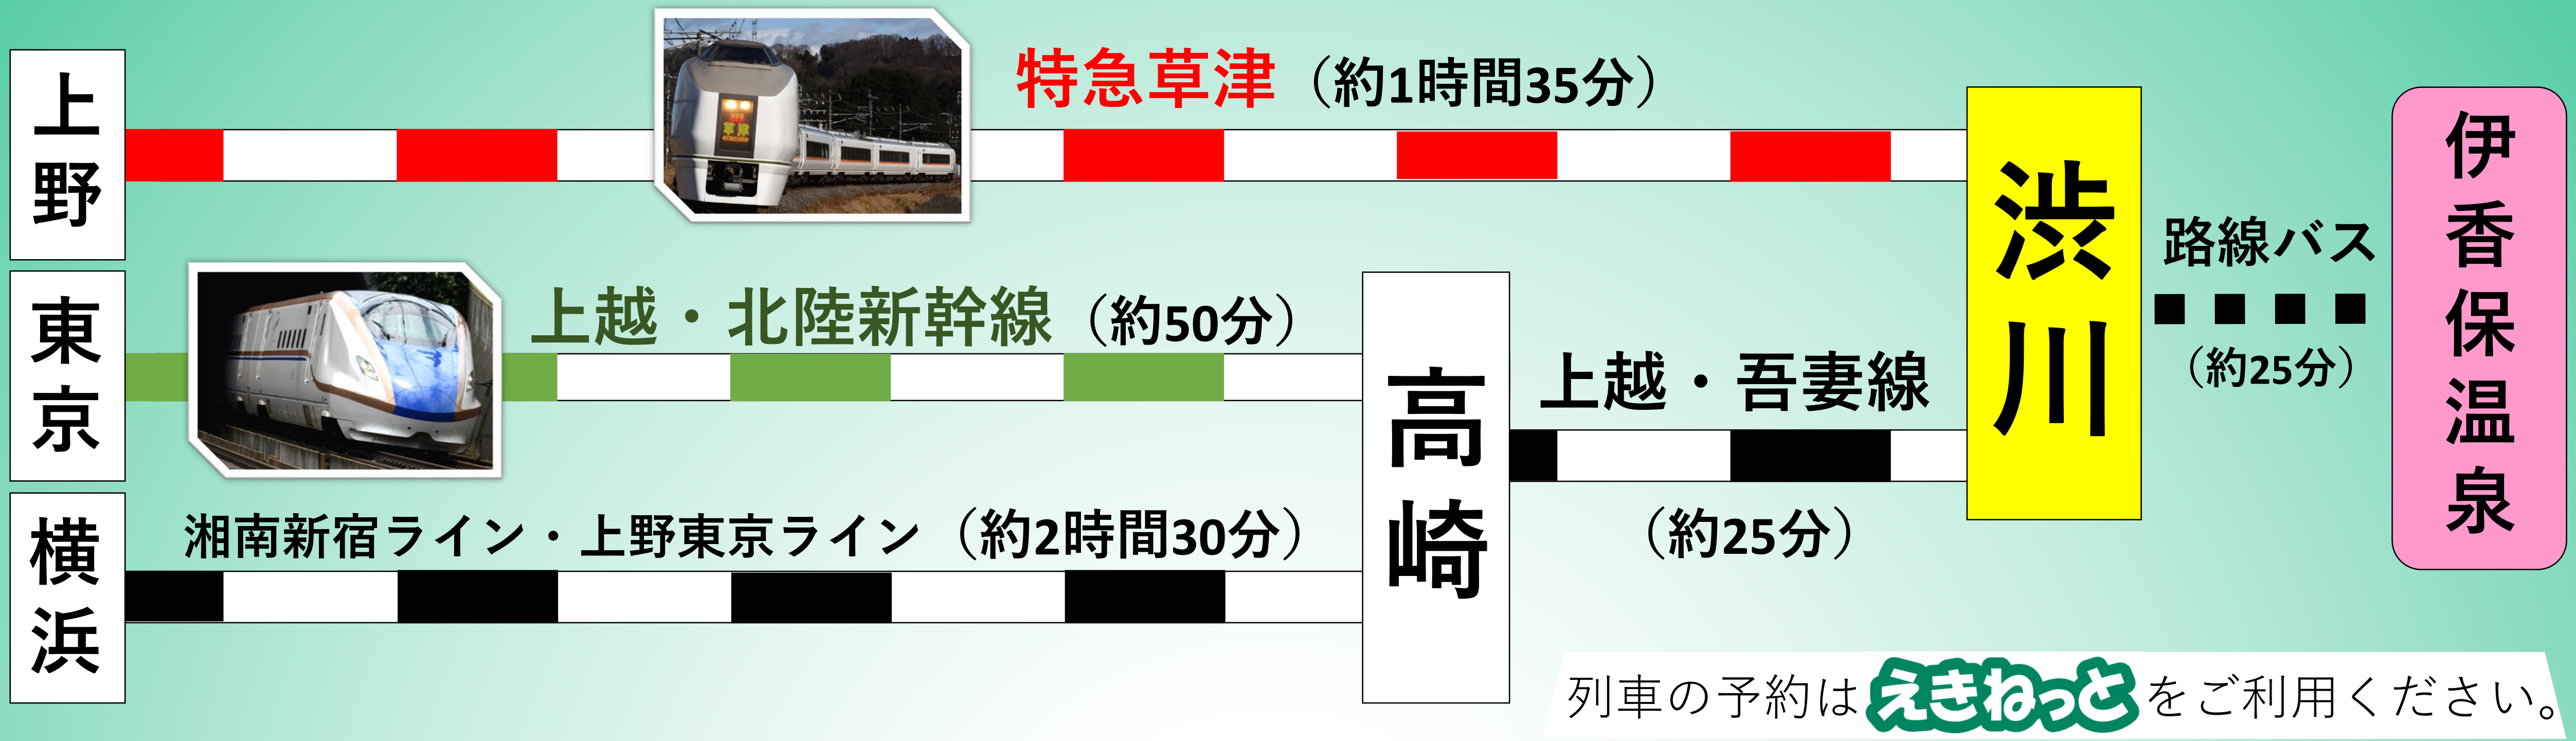 上野
特急草津（約1時間35分）
東京
上越・北陸新幹線（約50分）
横浜
湘南新宿ライン・上野東京ライン（約2時間30分）
高崎
上越・吾妻線
（約25分）
渋川
路線バス
（約25分）
伊香保温泉
列車の予約はえきねっとをご利用ください。
草津